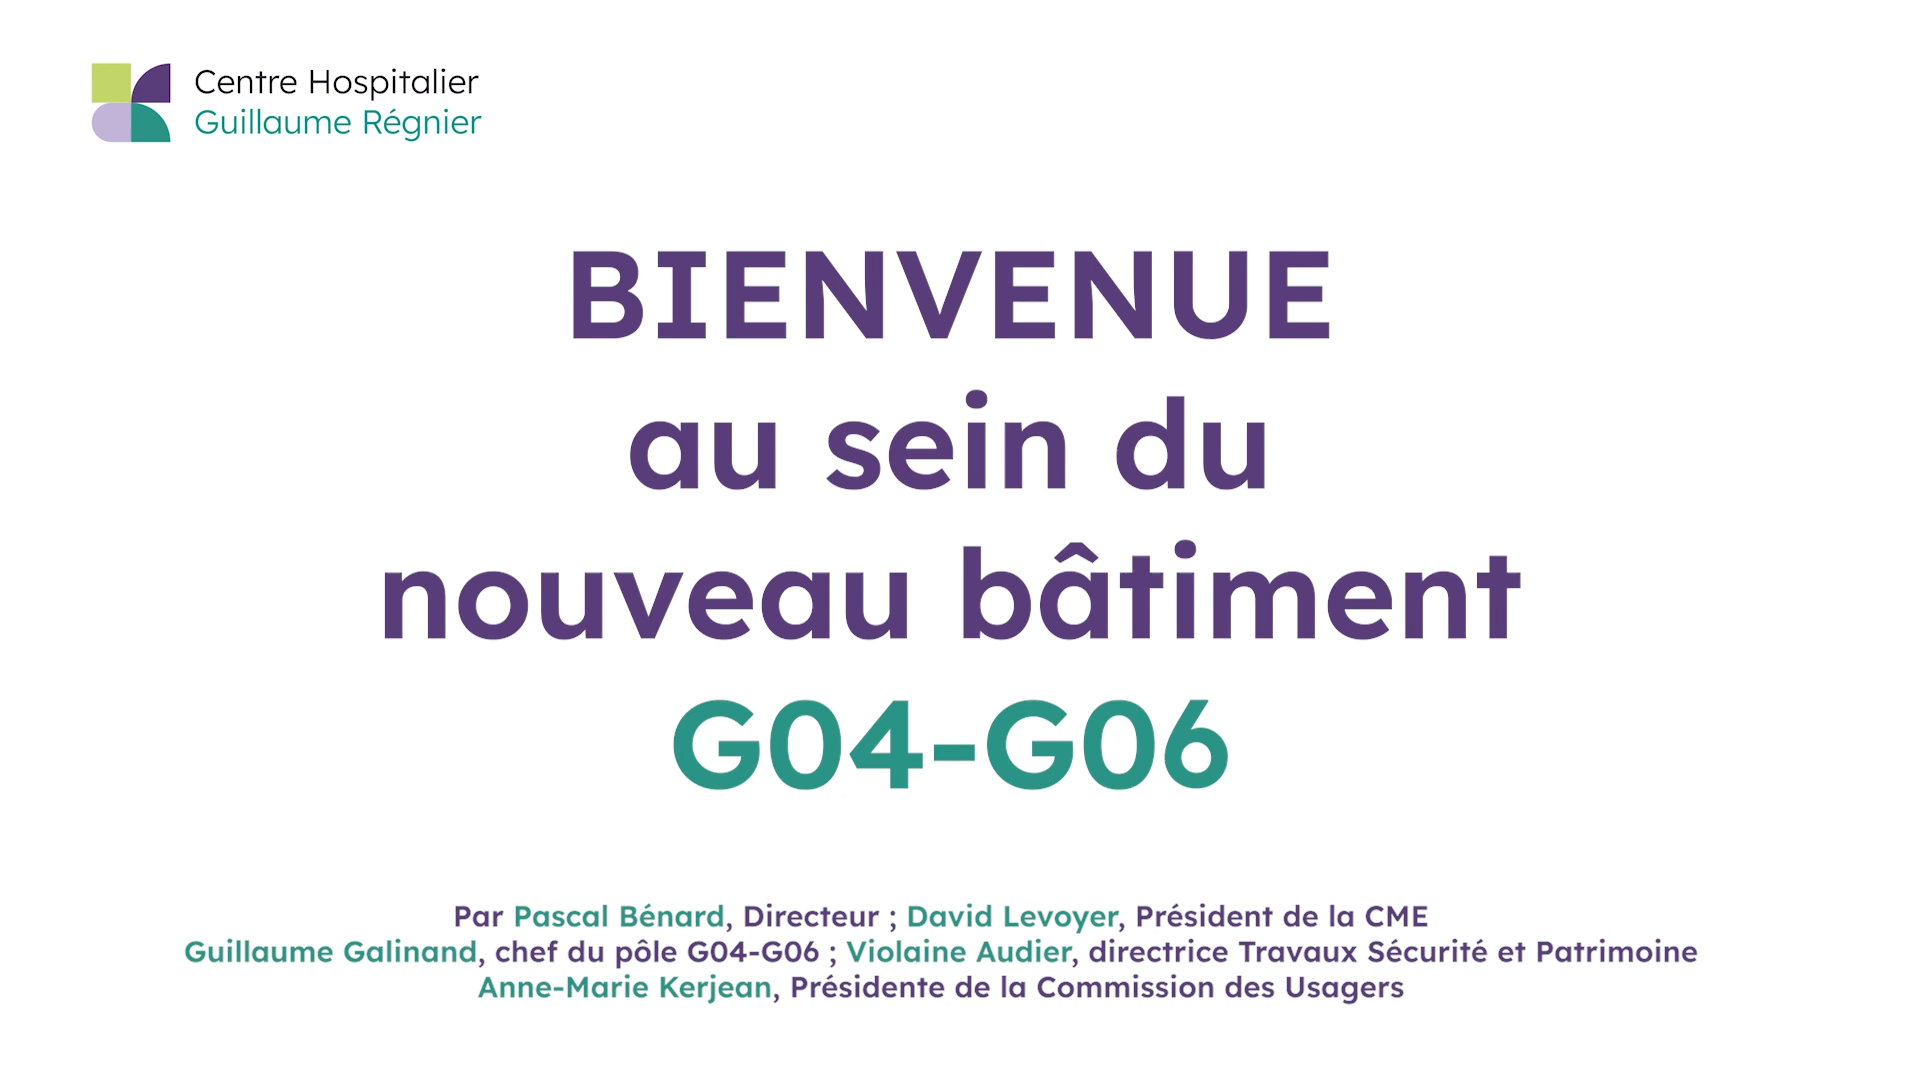 Centre Hospitalier
Guillaume Régnier
BIENVENUE
au sein du
nouveau bâtiment
G04-G06
Par Pascal Bénard, Directeur ; David Levoyer, Président de la CME
Guillaume Galinand, chef du pôle G04-G06 ; Violaine Audier, directrice Travaux Sécurité et Patrimoine
Anne-Marie Kerjean, Présidente de la Commission des Usagers